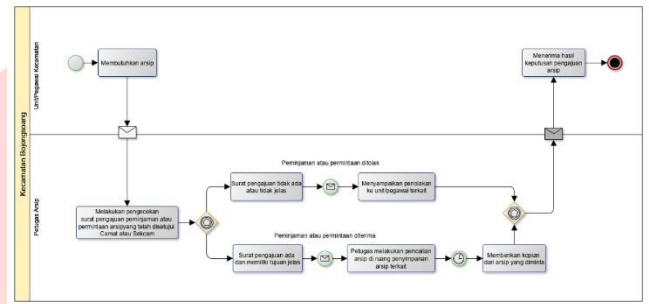 Kecamatan Bojongsoang
Unit/Pegawai Kecamatan
Membutuhkan arsip
Menerima hasil
keputusan pengajuan
arsip
Petugas Arsip
Melakukan pengecekan
surat pengajuan peminjaman atau
permintaan arsipyang telah disetujui
Camat atau Sekcam
Peminjaman atau permintaan ditolak
Surat pengajuan tidak ada
atau tidak jelas
Menyampaikan penolakan
ke unit/pegawai terkait
Peminjaman atau permintaan diterima
Surat pengajuan ada
dan memiliki tujuan jelas
Petugas melakukan pencarian
arsip di ruang penyimpanan
arsip terkait
Memberikan kopian
dari arsip yang diminta